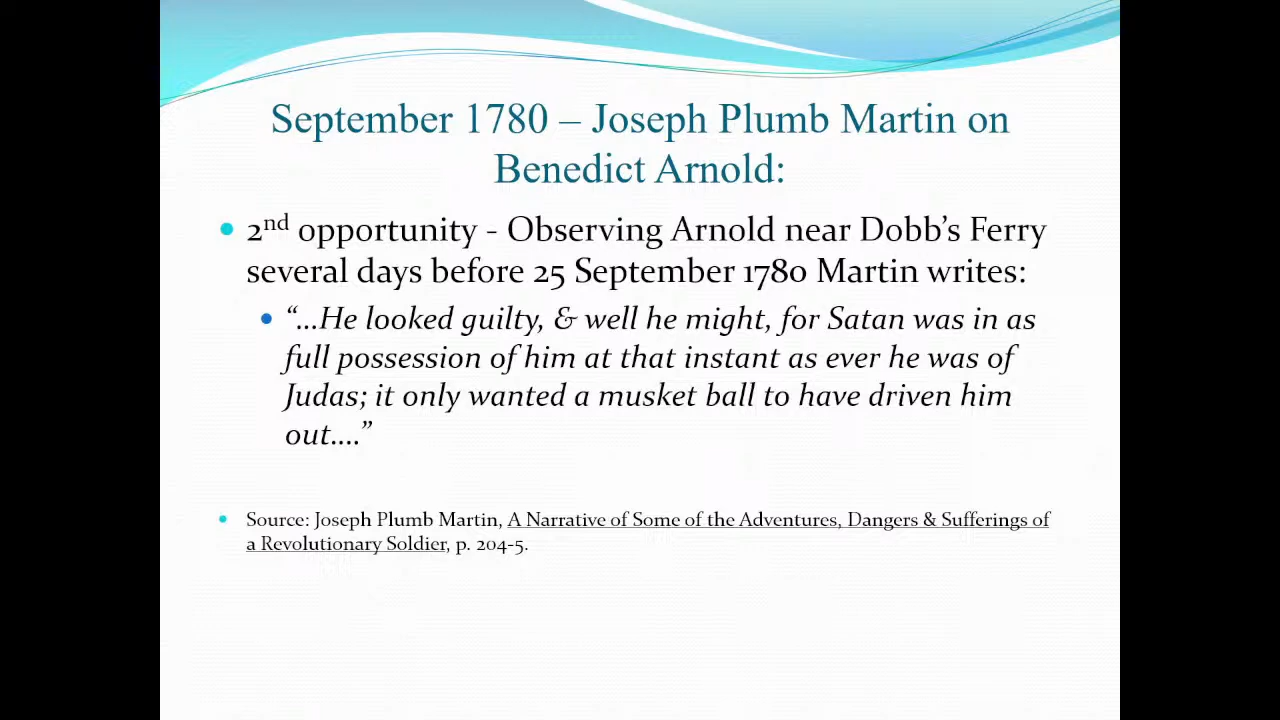 September 1780 – Joseph Plumb Martin on
Benedict Arnold:
2nd opportunity - Observing Arnold near Dobb’s Ferry
several days before 25 September 1780 Martin writes:
“…He looked guilty, & well he might, for Satan was in as
full possession of him at that instant as ever he was of
Judas; it only wanted a musket ball to have driven him
out….”
Source: Joseph Plumb Martin, A Narrative of Some of the Adventures, Dangers & Sufferings of
a Revolutionary Soldier, p. 204-5.